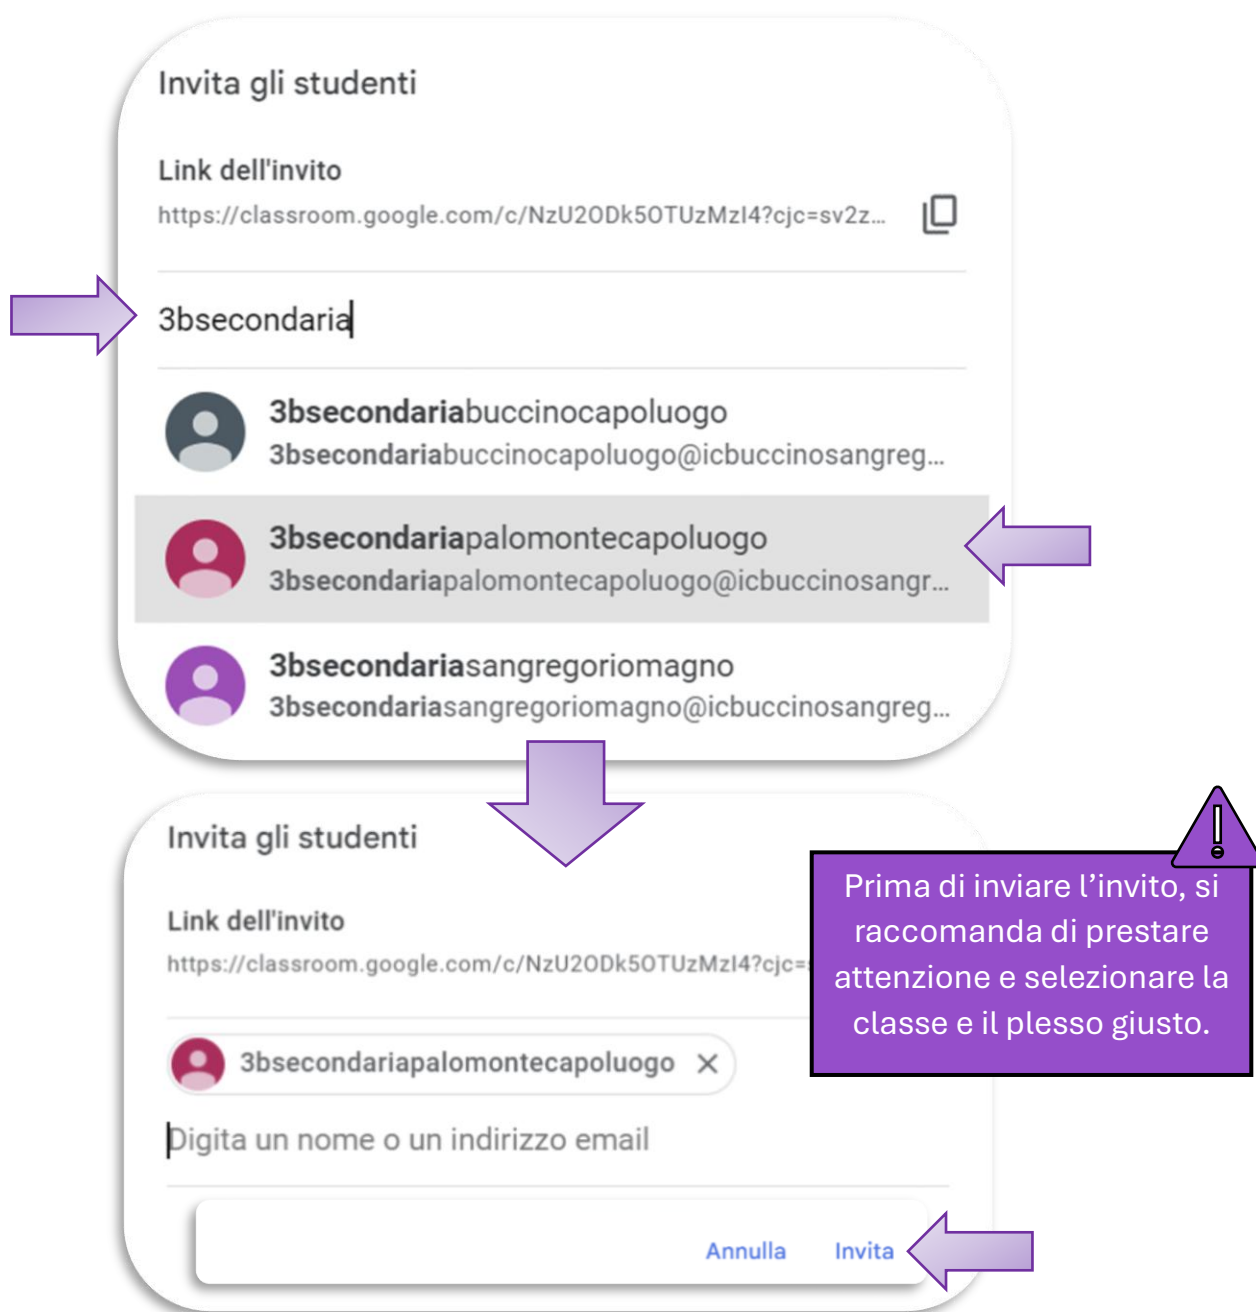 Invita gli studenti
Link dell'invito
https://classroom.google.com/c/NzU2ODk5OTUzMzI4?cjc=sv2z...
3bsecondaria
3bsecondariabuccinocapoluogo
3bsecondariabuccinocapoluogo@icbuccinosangreg...
3bsecondariapalomontecapoluogo
3bsecondariapalomontecapoluogo@icbuccinosangr...
3bsecondariasangregoriomagno
3bsecondariasangregoriomagno@icbuccinosangreg...
Invita gli studenti
Link dell'invito
https://classroom.google.com/c/NzU2ODk5OTUzMzI4?cjc=
Prima di inviare l’invito, si
raccomanda di prestare
attenzione e selezionare la
classe e il plesso giusto.
3bsecondariapalomontecapoluogo
Digita un nome o un indirizzo email
Annulla Invita